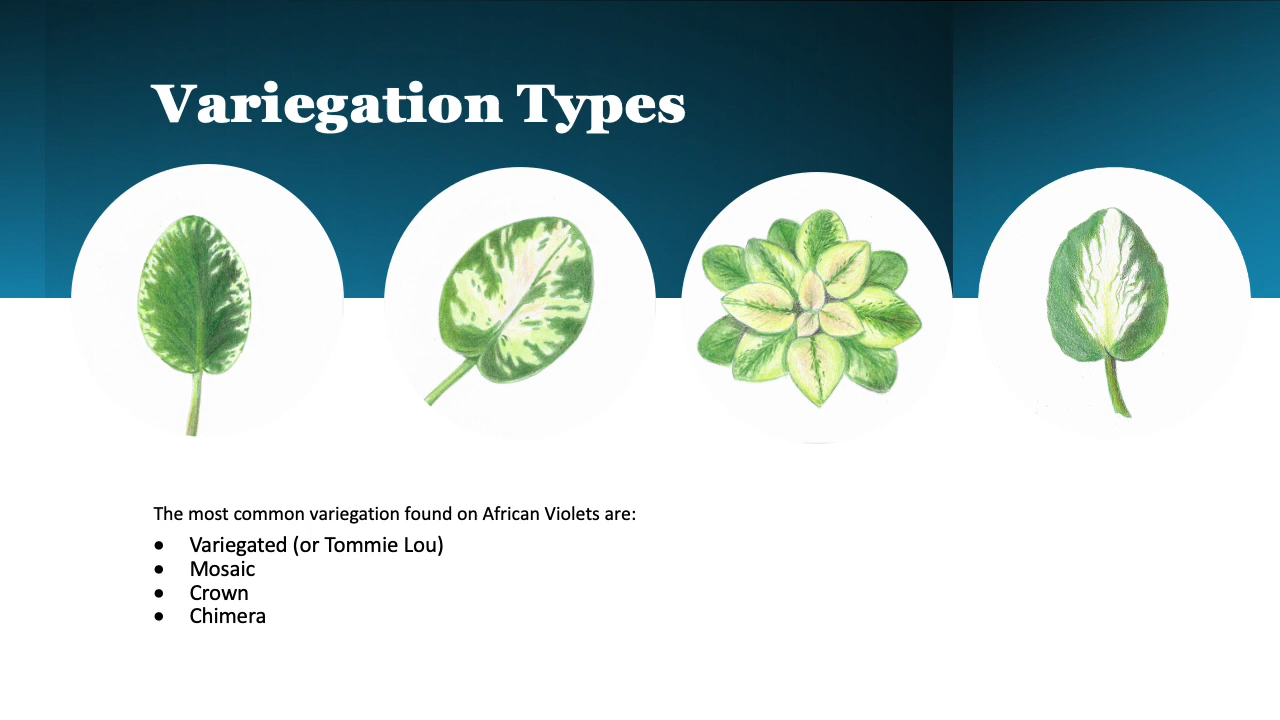 Variegation Types
The most common variegation found on African Violets are:
• Variegated (or Tommie Lou)
• Mosaic
• Crown
• Chimera